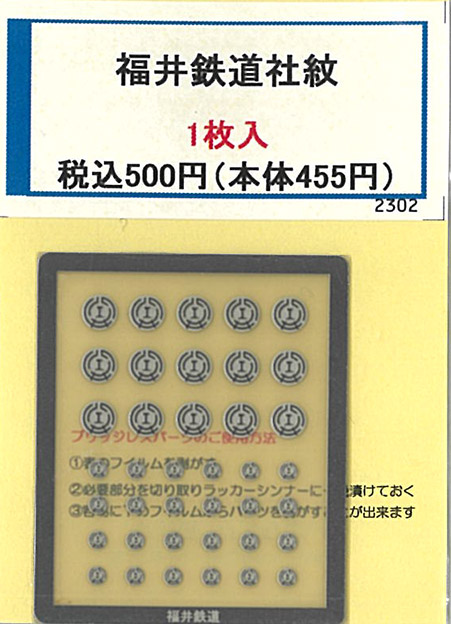 福井鉄道社紋
1枚入
税込500円(本体455円)
2302
ブリッジレスパーツのご使用方法
①表のフィルムを剥がす
②必要部分を切り取りラッカーシンナーに 漬けておく
が出来ます
福井鉄道